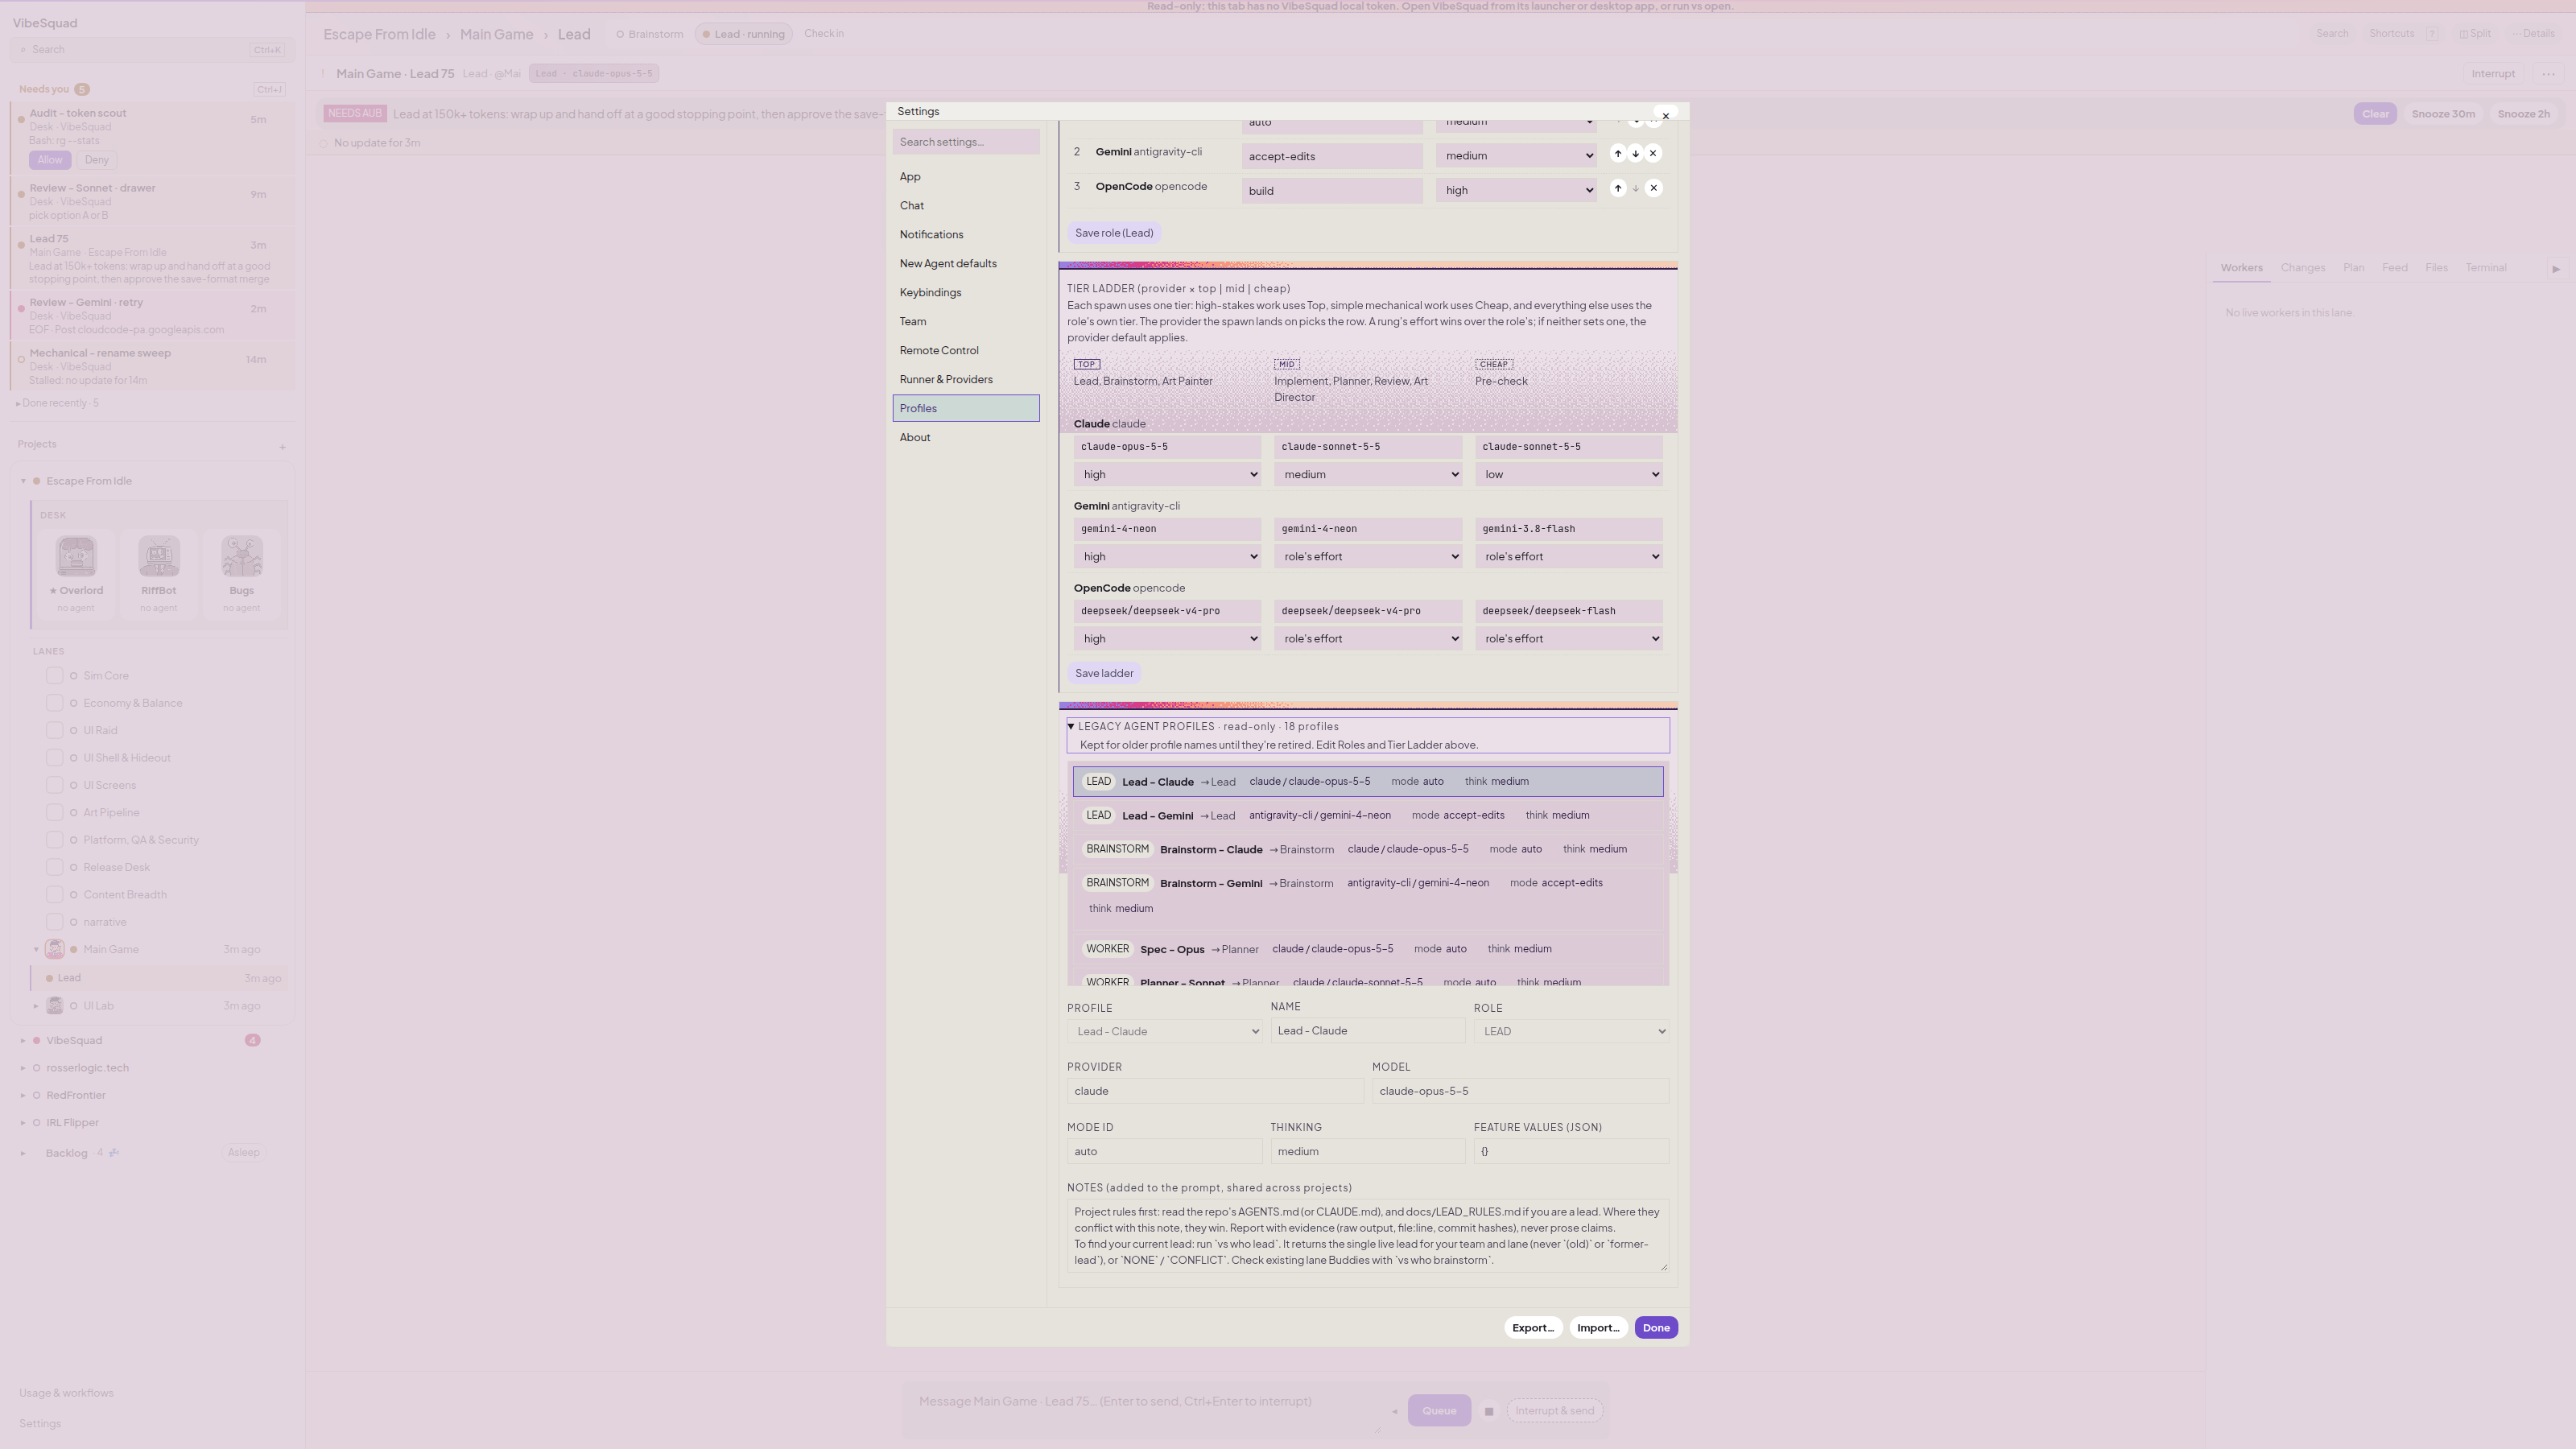 Read-only: this tab has no VibeSquad local token. Open VibeSquad from its launcher or desktop app, or run vs open.
VibeSquad
Search Ctrl+K
Needs you 5 Ctrl+J
Audit - token scout 5m
Desk · VibeSquad
Bash: rg --stats
Allow Deny
Review - Sonnet · drawer 9m
Desk · VibeSquad
pick option A or B
Lead 75 3m
Main Game · Escape From Idle
Lead at 150k+ tokens: wrap up and hand off at a good
stopping point, then approve the save-format merge
Review - Gemini · retry 2m
Desk · VibeSquad
EOF · Post cloudcode-pa.googleapis.com
Mechanical - rename sweep 14m
Desk · VibeSquad
Stalled: no update for 14m
▸ Done recently · 5
Projects +
▾ Escape From Idle
DESK
★ Overlord RiffBot Bugs
no agent no agent no agent
LANES
Sim Core
Economy & Balance
UI Raid
UI Shell & Hideout
UI Screens
Art Pipeline
Platform, QA & Security
Release Desk
Content Breadth
narrative
▾ Main Game 3m ago
Lead 3m ago
▸ UI Lab 3m ago
▸ VibeSquad 4
▸ rosserlogic.tech
▸ RedFrontier
▸ IRL Flipper
▸ Backlog · 4 Asleep
Usage & workflows
Settings
Escape From Idle › Main Game › Lead Brainstorm Lead · running Check in
Search Shortcuts ? Split ⋯ Details
! Main Game · Lead 75 Lead · @Mai Lead · claude-opus-5-5
Interrupt ⋯
NEEDS AUB Lead at 150k+ tokens: wrap up and hand off at a good stopping point, then approve the save-
Clear Snooze 30m Snooze 2h
No update for 3m
Workers Changes Plan Feed Files Terminal ▶
No live workers in this lane.
Settings ×
Search settings...
App
Chat
Notifications
New Agent defaults
Keybindings
Team
Remote Control
Runner & Providers
Profiles
About
auto medium
2 Gemini antigravity-cli accept-edits medium ↑ ↓ ×
3 OpenCode opencode build high ↑ ↓ ×
Save role (Lead)
TIER LADDER (provider × top | mid | cheap)
Each spawn uses one tier: high-stakes work uses Top, simple mechanical work uses Cheap, and everything else uses the
role's own tier. The provider the spawn lands on picks the row. A rung's effort wins over the role's; if neither sets one, the
provider default applies.
TOP MID CHEAP
Lead, Brainstorm, Art Painter Implement, Planner, Review, Art Pre-check
Director
Claude claude
claude-opus-5-5 claude-sonnet-5-5 claude-sonnet-5-5
high medium low
Gemini antigravity-cli
gemini-4-neon gemini-4-neon gemini-3.8-flash
high role's effort role's effort
OpenCode opencode
deepseek/deepseek-v4-pro deepseek/deepseek-v4-pro deepseek/deepseek-flash
high role's effort role's effort
Save ladder
▼ LEGACY AGENT PROFILES · read-only · 18 profiles
Kept for older profile names until they're retired. Edit Roles and Tier Ladder above.
LEAD Lead - Claude → Lead claude / claude-opus-5-5 mode auto think medium
LEAD Lead - Gemini → Lead antigravity-cli / gemini-4-neon mode accept-edits think medium
BRAINSTORM Brainstorm - Claude → Brainstorm claude / claude-opus-5-5 mode auto think medium
BRAINSTORM Brainstorm - Gemini → Brainstorm antigravity-cli / gemini-4-neon mode accept-edits
think medium
WORKER Spec - Opus → Planner claude / claude-opus-5-5 mode auto think medium
WORKER Planner - Sonnet → Planner claude / claude-sonnet-5-5 mode auto think medium
PROFILE NAME ROLE
Lead - Claude Lead - Claude LEAD
PROVIDER MODEL
claude claude-opus-5-5
MODE ID THINKING FEATURE VALUES (JSON)
auto medium {}
NOTES (added to the prompt, shared across projects)
Project rules first: read the repo's AGENTS.md (or CLAUDE.md), and docs/LEAD_RULES.md if you are a lead. Where they
conflict with this note, they win. Report with evidence (raw output, file:line, commit hashes), never prose claims.
To find your current lead: run `vs who lead`. It returns the single live lead for your team and lane (never `(old)` or `former-
lead`), or `NONE` / `CONFLICT`. Check existing lane Buddies with `vs who brainstorm`.
Export... Import... Done
Message Main Game · Lead 75... (Enter to send, Ctrl+Enter to interrupt)
Queue Interrupt & send